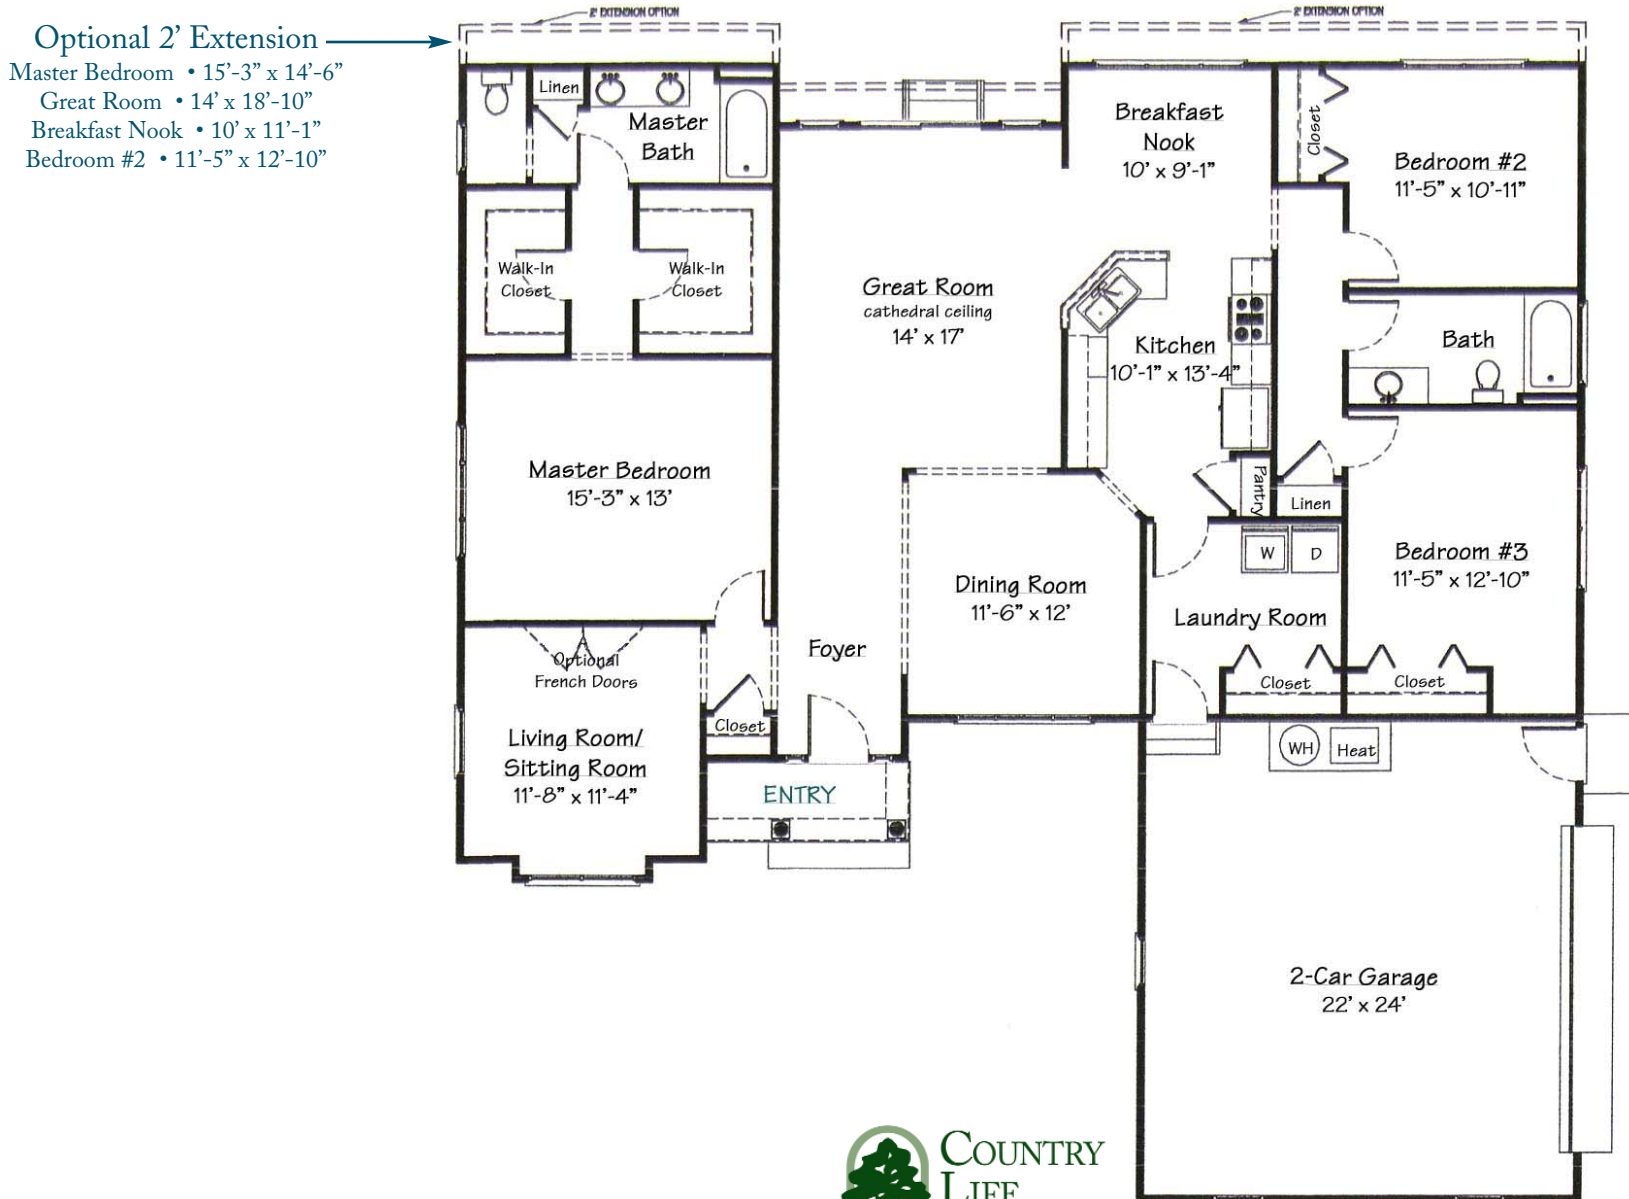 2' EXTENSION OPTION
2' EXTENSION OPTION
Optional 2’ Extension
Master Bedroom • 15’-3” x 14’-6”
Great Room • 14’ x 18’-10”
Breakfast Nook • 10’ x 11’-1”
Bedroom #2 • 11’-5” x 12’-10”
Linen
Master
Bath
Walk-In
Closet
Walk-In
Closet
Breakfast
Nook
10’ x 9’-1”
Closet
Bedroom #2
11’-5” x 10’-11”
Great Room
cathedral ceiling
14’ x 17’
Kitchen
10’-1” x 13’-4”
Bath
Master Bedroom
15’-3” x 13’
Pantry
Linen
W
D
Bedroom #3
11’-5” x 12’-10”
Dining Room
11’-6” x 12’
Laundry Room
Foyer
Optional
French Doors
Closet
Closet
Closet
Living Room/
Sitting Room
11’-8” x 11’-4”
ENTRY
WH
Heat
2-Car Garage
22’ x 24’
COUNTRY
LIFE